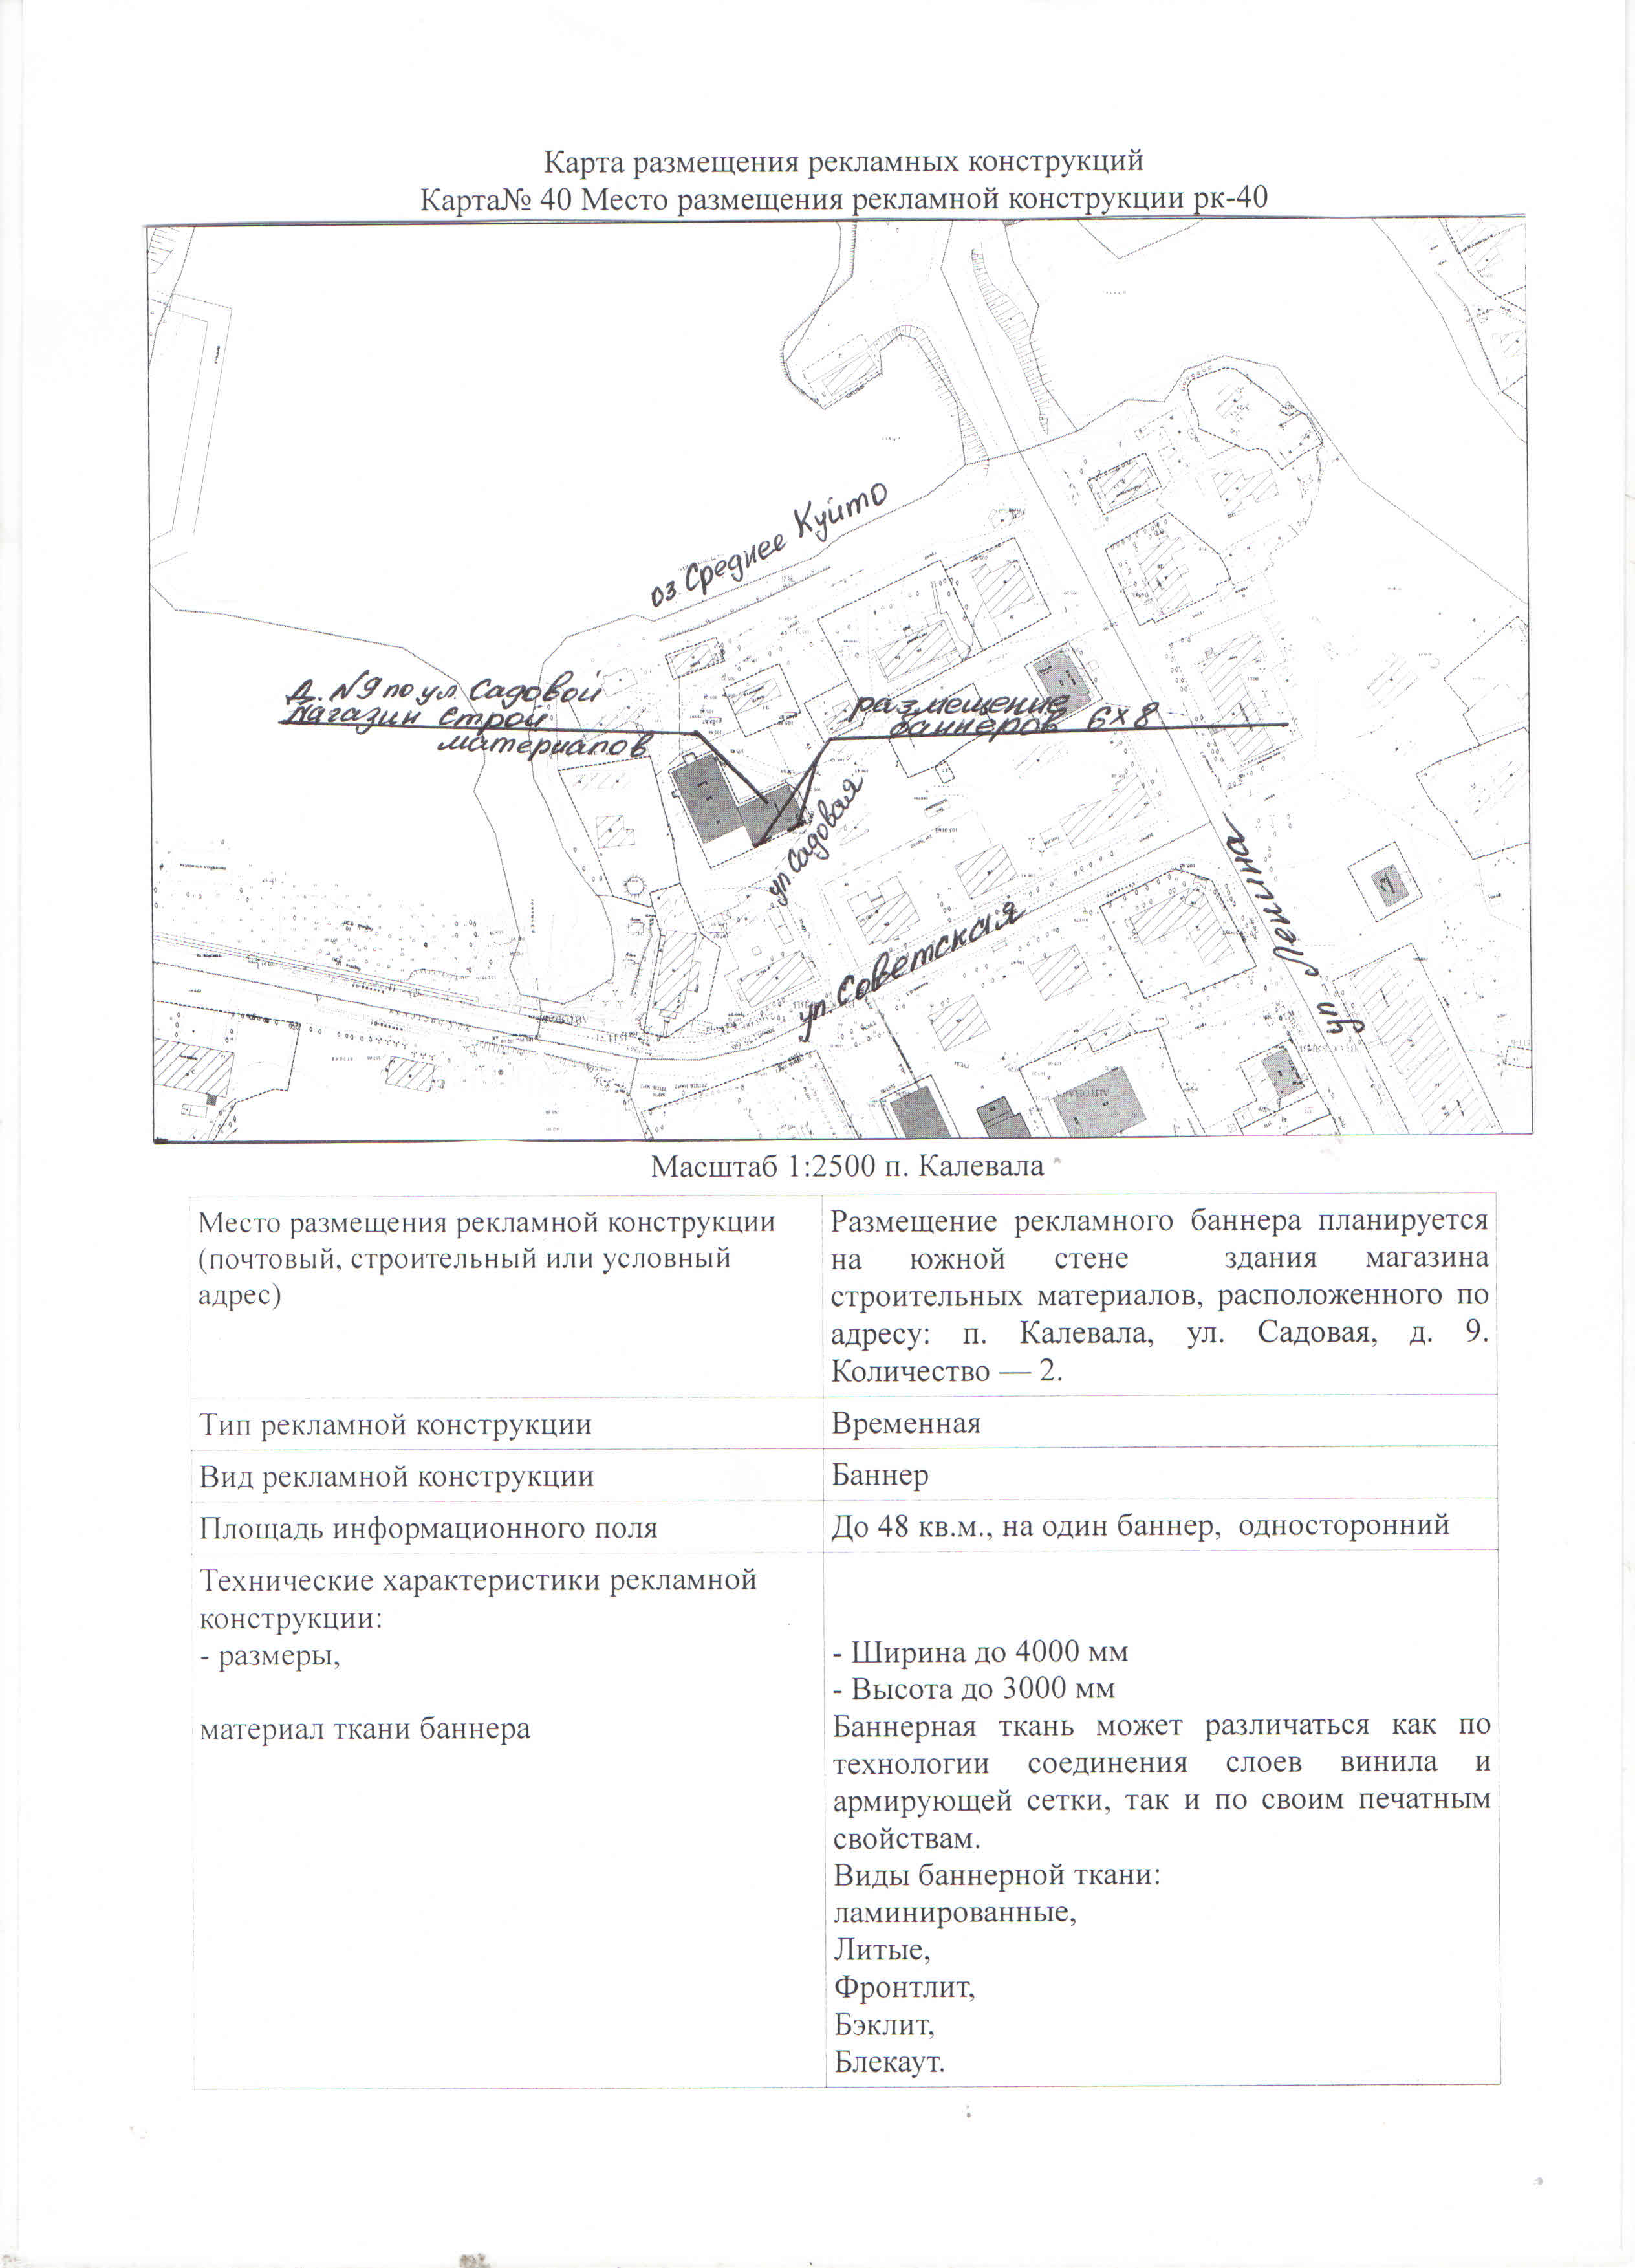 Карта размещения рекламных конструкций
Карта№ 40 Место размещения рекламной конструкции рк-40
оз. Среднее Куйто
д. №9 по ул. Садовой
магазин строй
материалов
размещение
баннеров 6х8
ул. Садовая
ул. Советская
ул. Ленина
Масштаб 1:2500 п. Калевала
Место размещения рекламной конструкции
(почтовый, строительный или условный
адрес)
Размещение рекламного баннера планируется
на южной стене здания магазина
строительных материалов, расположенного по
адресу: п. Калевала, ул. Садовая, д. 9.
Количество — 2.
Тип рекламной конструкции
Временная
Вид рекламной конструкции
Баннер
Площадь информационного поля
До 48 кв.м., на один баннер, односторонний
Технические характеристики рекламной
конструкции:
- размеры,
- Ширина до 4000 мм
- Высота до 3000 мм
материал ткани баннера
Баннерная ткань может различаться как по
технологии соединения слоев винила и
армирующей сетки, так и по своим печатным
свойствам.
Виды баннерной ткани:
ламинированные,
Литые,
Фронтлит,
Бэклит,
Блекаут.